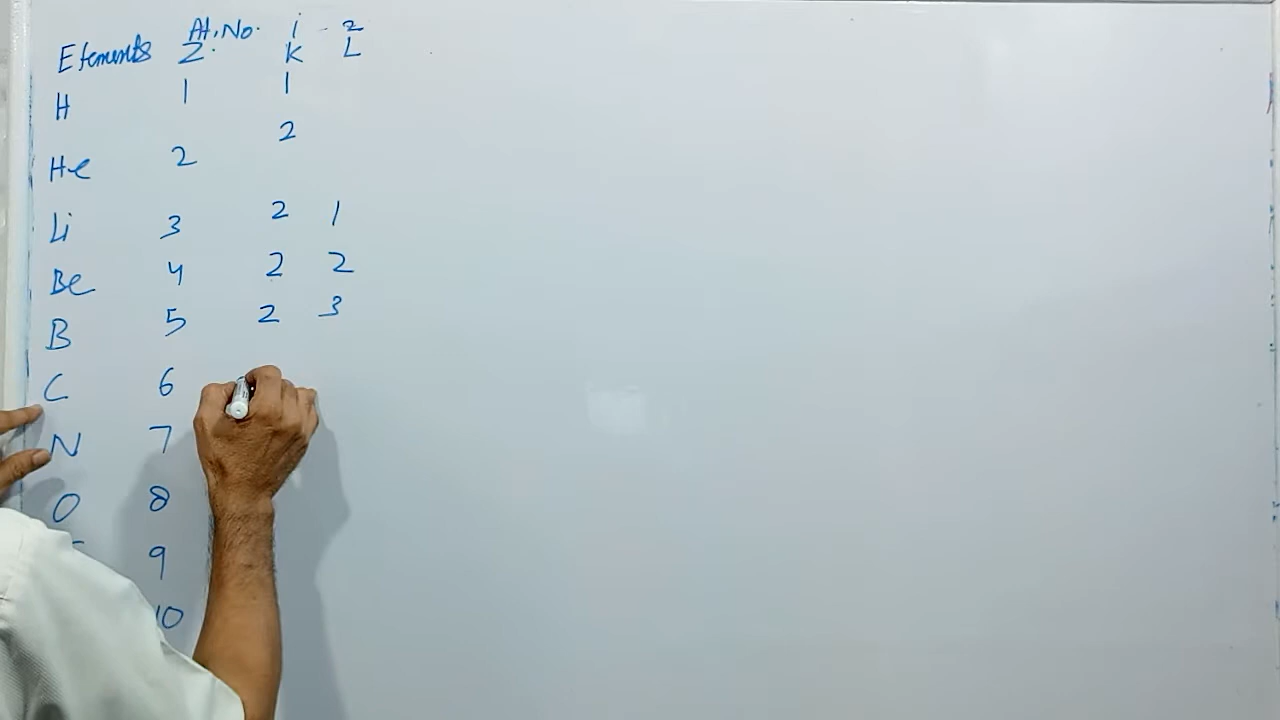 At. No. 1 2
Elements Z. K L
H 1 1
He 2 2
Li 3 2 1
Be 4 2 2
B 5 2 3
C 6
N 7
O 8
9
10